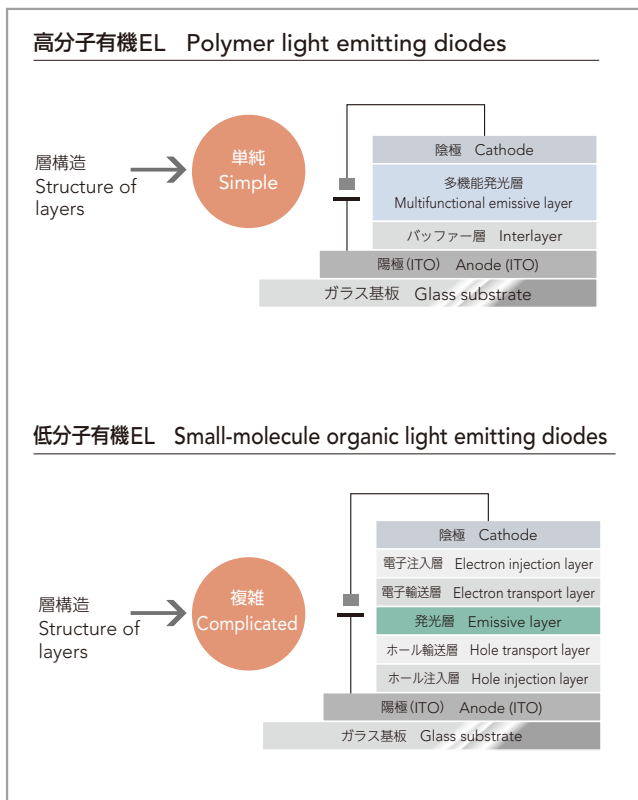 高分子有機EL Polymer light emitting diodes
層構造
Structure of
layers
単純
Simple
陰極 Cathode
多機能発光層
Multifunctional emissive layer
バッファー層 Interlayer
陽極(ITO) Anode (ITO)
ガラス基板 Glass substrate
低分子有機EL Small-molecule organic light emitting diodes
層構造
Structure of
layers
複雑
Complicated
陰極 Cathode
電子注入層 Electron injection layer
電子輸送層 Electron transport layer
発光層 Emissive layer
ホール輸送層 Hole transport layer
ホール注入層 Hole injection layer
陽極(ITO) Anode (ITO)
ガラス基板 Glass substrate